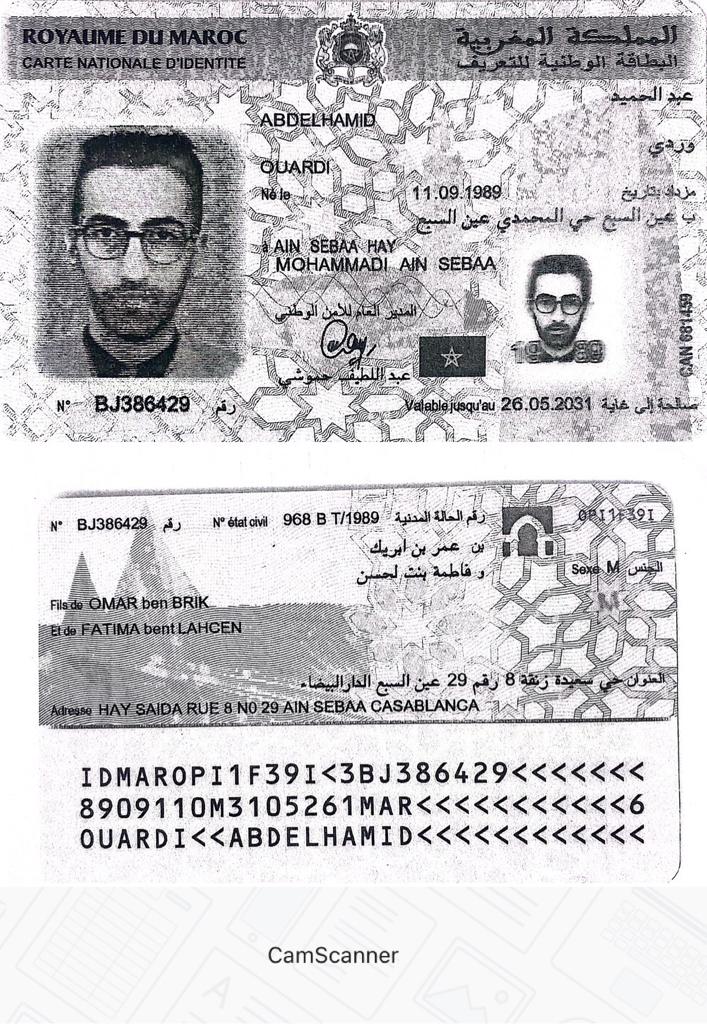 ROYAUME DU MAROC
المملكة المغربية
CARTE NATIONALE D'IDENTITE
البطاقة الوطنية للتعريف
عبد الحميد
ABDELHAMID
وردي
OUARDI
Né le 11.09.1989 مزداد بتاريخ
ب عين السبع حي المحمدي عين السبع
à AIN SEBAA HAY
MOHAMMADI AIN SEBAA
المدير العام للأمن الوطني
عبد اللطيف حموشي
CAN 681459
N° BJ386429 رقم
Valable jusqu'au 26.05.2031 صالحة إلى غاية
N° BJ386429 رقم
N° état civil 968 B T/1989 رقم الحالة المدنية
0PI1F39I
بن عمر بن ابريك
و فاطمة بنت لحسن
Sexe M الجنس
M
Fils de OMAR ben BRIK
Et de FATIMA bent LAHCEN
العنوان حي سعيدة زنقة 8 رقم 29 عين السبع الدار البيضاء
Adresse HAY SAIDA RUE 8 N0 29 AIN SEBAA CASABLANCA
IDMAROPI1F39I<3BJ386429<<<<<<<
8909110M3105261MAR<<<<<<<<<<<6
OUARDI<<ABDELHAMID<<<<<<<<<<<<
CamScanner